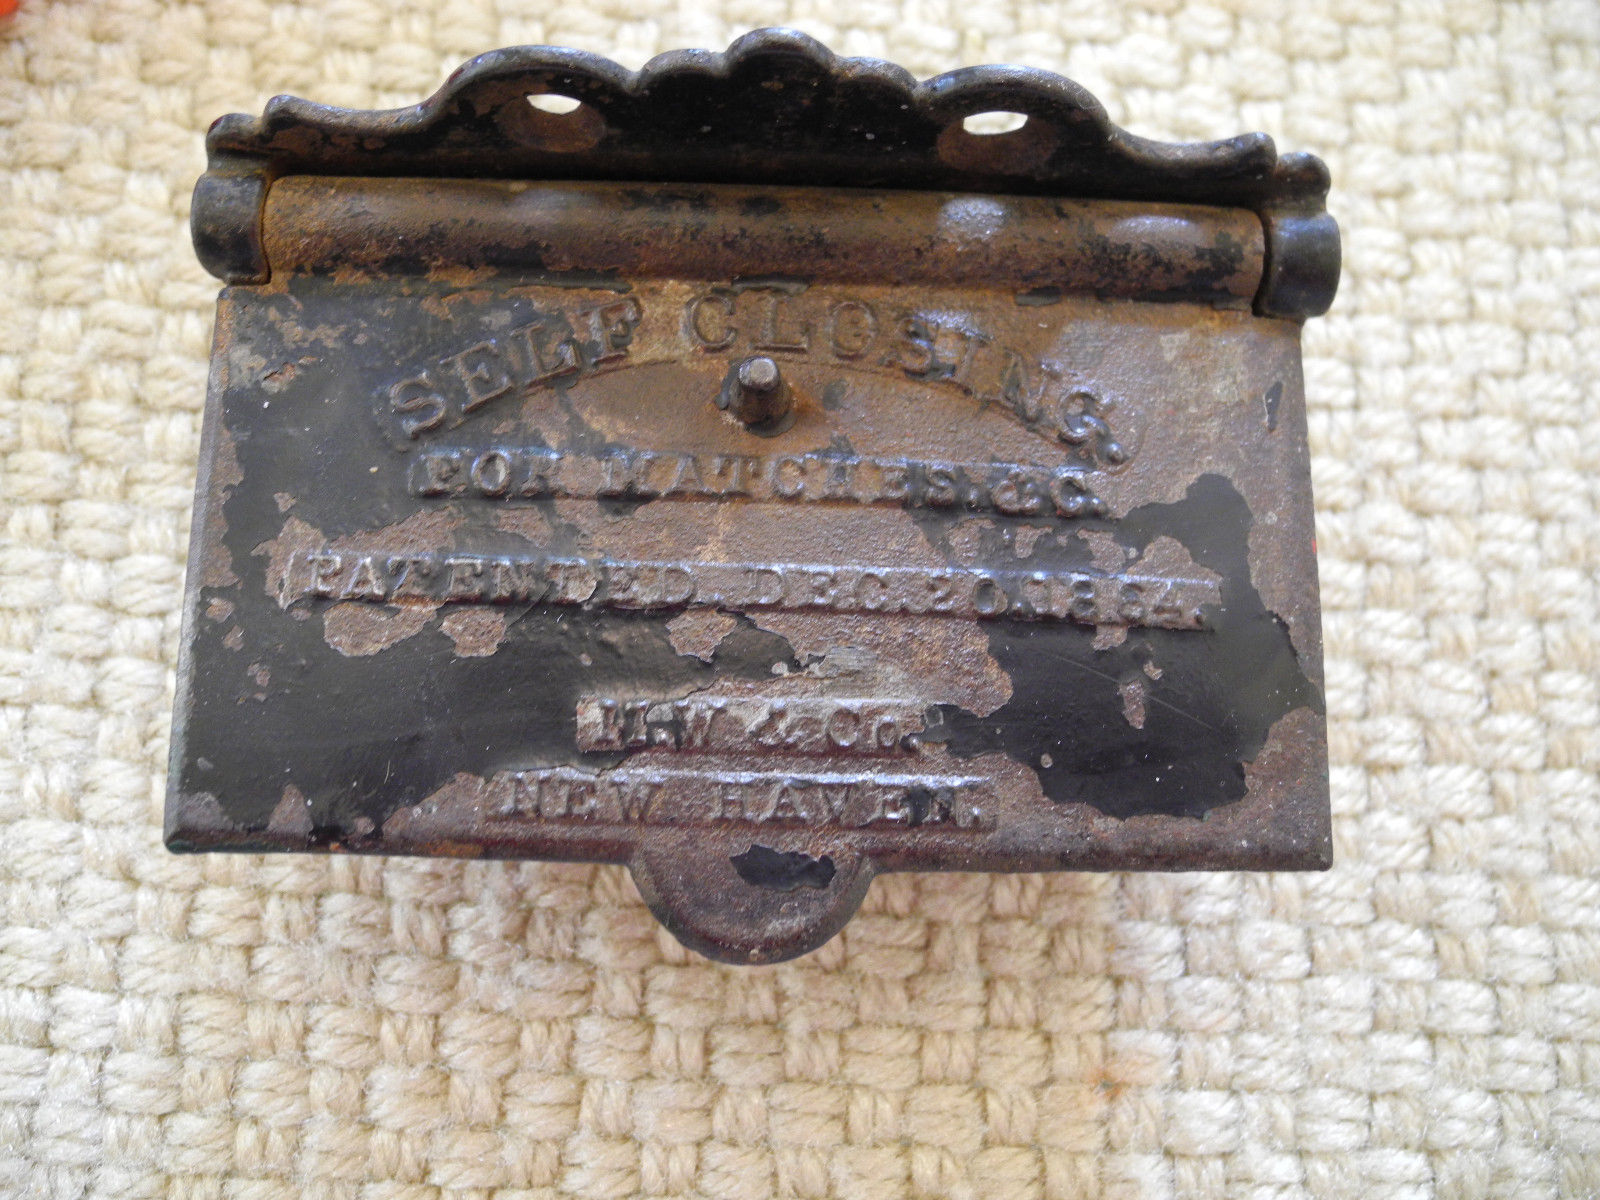 SELF CLOSING.
FOR MATCHES.&C.
PATENTED. DEC. 20. 1864.
M.W & Co.
NEW HAVEN.